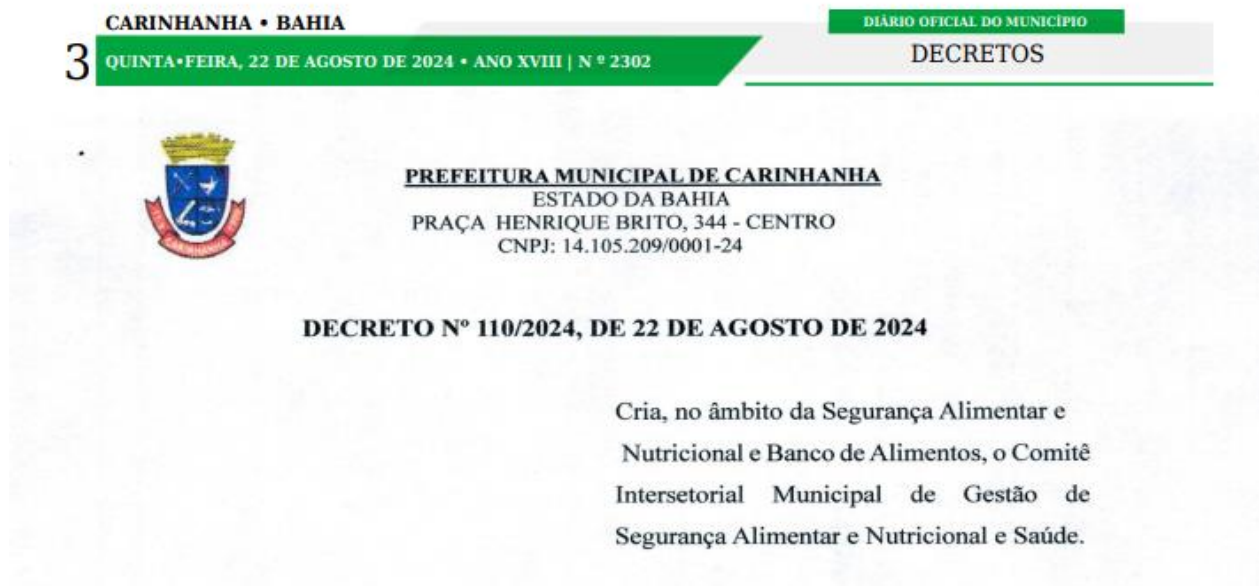 CARINHANHA • BAHIA
DIÁRIO OFICIAL DO MUNICÍPIO
3
QUINTA•FEIRA, 22 DE AGOSTO DE 2024 • ANO XVIII | N º 2302
DECRETOS
PREFEITURA MUNICIPAL DE CARINHANHA
ESTADO DA BAHIA
PRAÇA HENRIQUE BRITO, 344 - CENTRO
CNPJ: 14.105.209/0001-24
DECRETO Nº 110/2024, DE 22 DE AGOSTO DE 2024
Cria, no âmbito da Segurança Alimentar e
Nutricional e Banco de Alimentos, o Comitê
Intersetorial Municipal de Gestão de
Segurança Alimentar e Nutricional e Saúde.